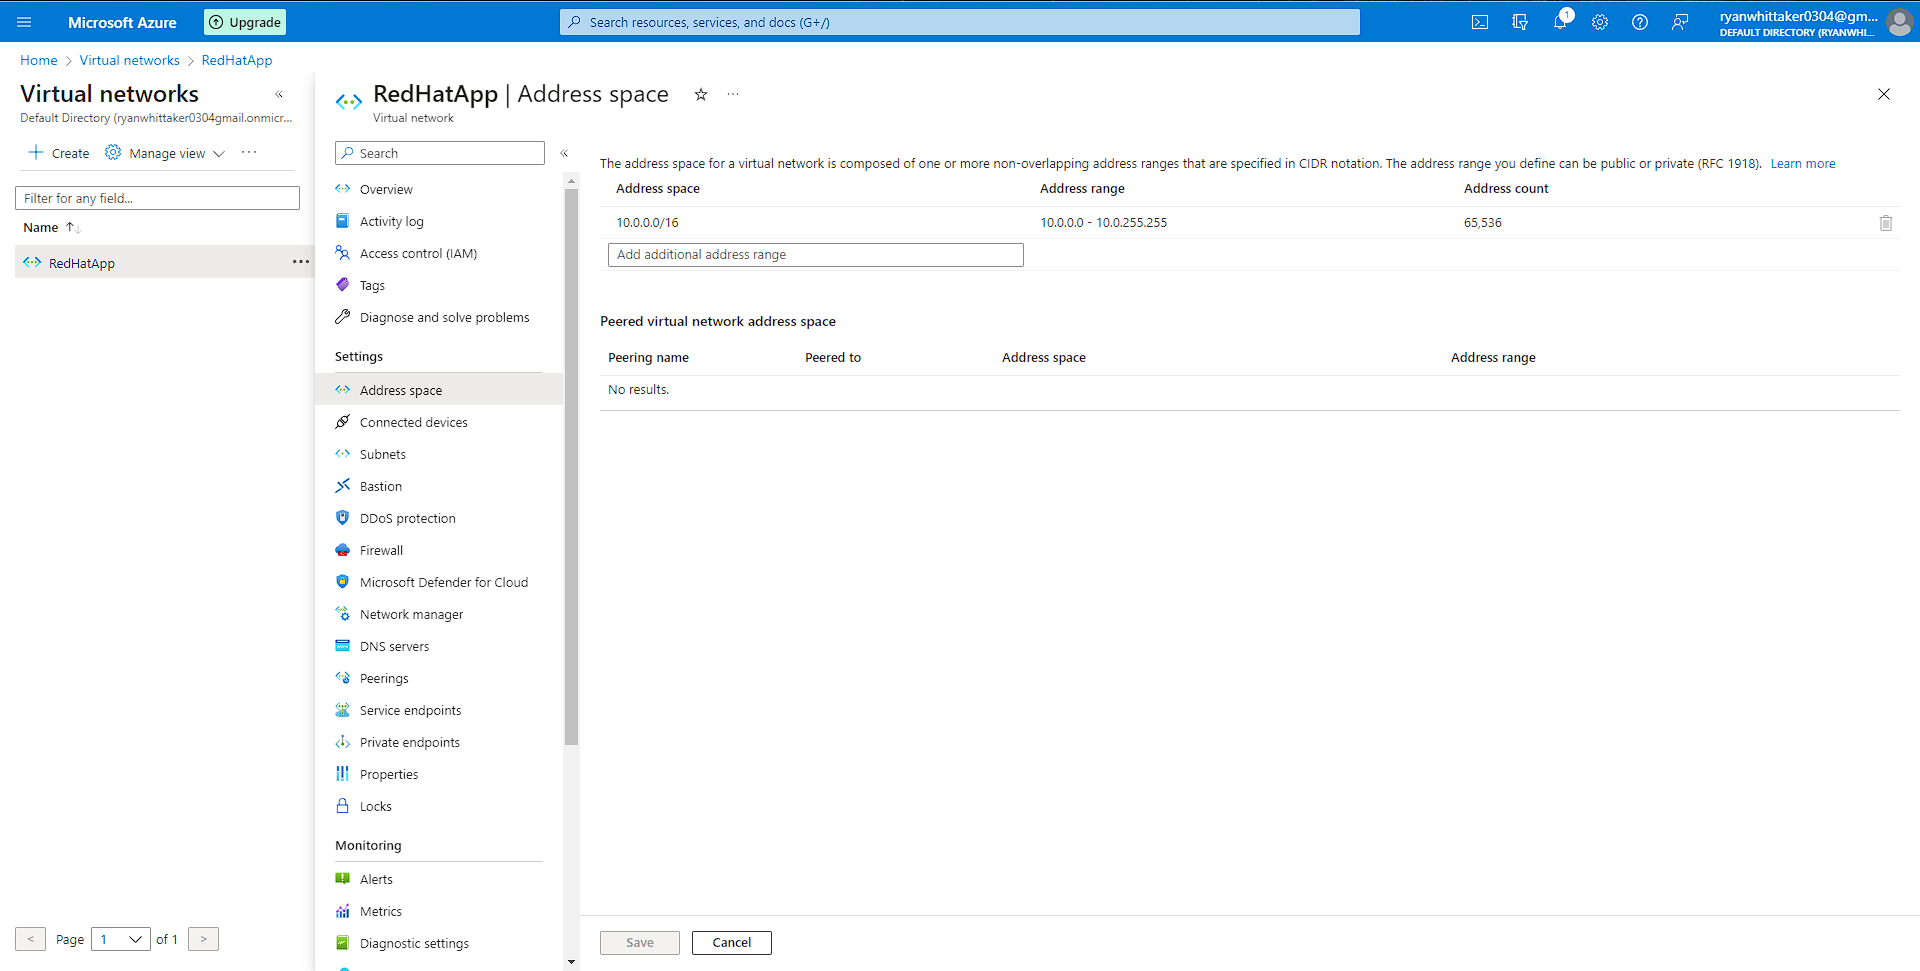 Microsoft Azure
Upgrade
Search resources, services, and docs (G+/)
1
ryanwhittaker0304@gm...
DEFAULT DIRECTORY (RYANWHI...
Home > Virtual networks > RedHatApp
Virtual networks
Default Directory (ryanwhittaker0304gmail.onmicr...
Create
Manage view
Filter for any field...
Name
RedHatApp
Page 1 of 1
RedHatApp | Address space
Virtual network
Search
Overview
Activity log
Access control (IAM)
Tags
Diagnose and solve problems
Settings
Address space
Connected devices
Subnets
Bastion
DDoS protection
Firewall
Microsoft Defender for Cloud
Network manager
DNS servers
Peerings
Service endpoints
Private endpoints
Properties
Locks
Monitoring
Alerts
Metrics
Diagnostic settings
The address space for a virtual network is composed of one or more non-overlapping address ranges that are specified in CIDR notation. The address range you define can be public or private (RFC 1918). Learn more
Address space Address range Address count
10.0.0.0/16 10.0.0.0 - 10.0.255.255 65,536
Add additional address range
Peered virtual network address space
Peering name Peered to Address space Address range
No results.
Save Cancel